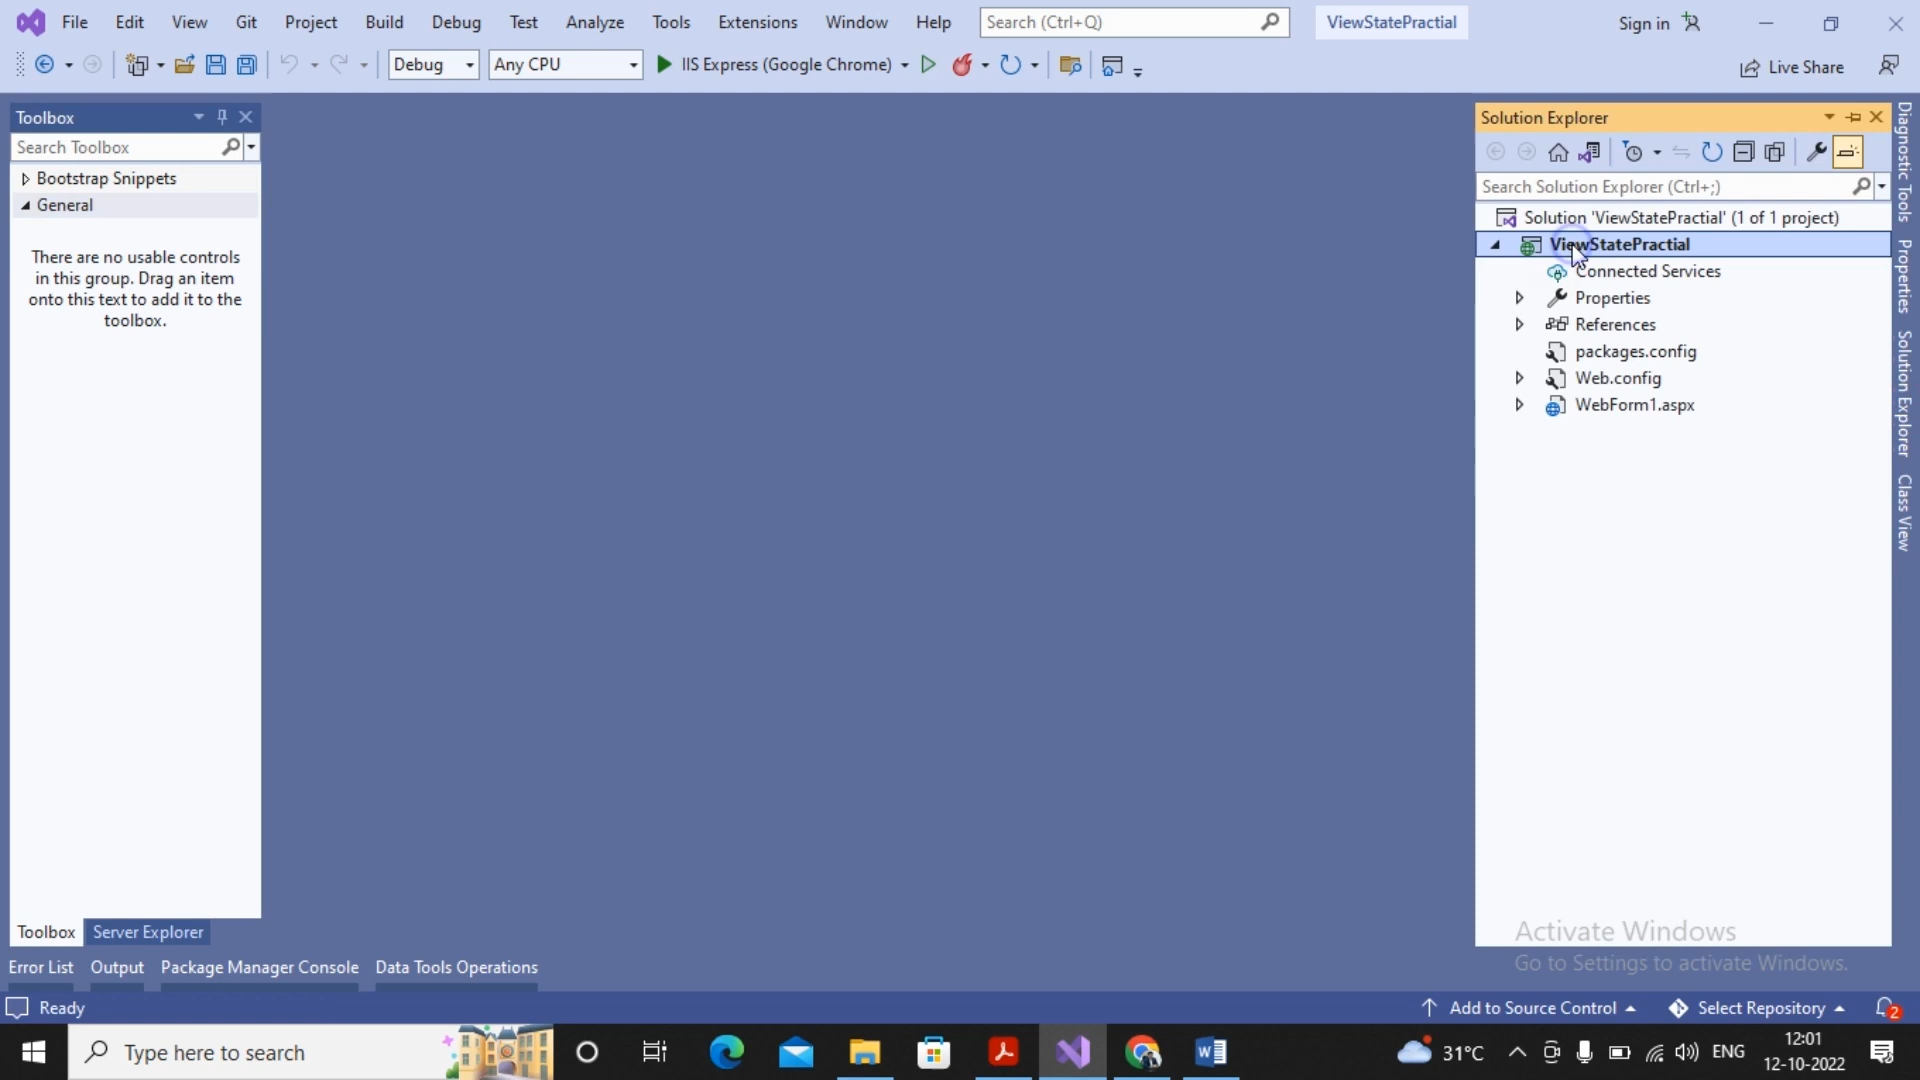 File Edit View Git Project Build Debug Test Analyze Tools Extensions Window Help Search (Ctrl+Q) ViewStatePractial Sign in
Debug Any CPU IIS Express (Google Chrome) Live Share
Toolbox
Search Toolbox
Bootstrap Snippets
General
There are no usable controls
in this group. Drag an item
onto this text to add it to the
toolbox.
Toolbox Server Explorer
Solution Explorer
Search Solution Explorer (Ctrl+;)
Solution 'ViewStatePractial' (1 of 1 project)
ViewStatePractial
Connected Services
Properties
References
packages.config
Web.config
WebForm1.aspx
Diagnostic Tools
Properties
Solution Explorer
Class View
Activate Windows
Go to Settings to activate Windows.
Error List Output Package Manager Console Data Tools Operations
Ready Add to Source Control Select Repository 2
Type here to search 31°C ENG 12:01
12-10-2022